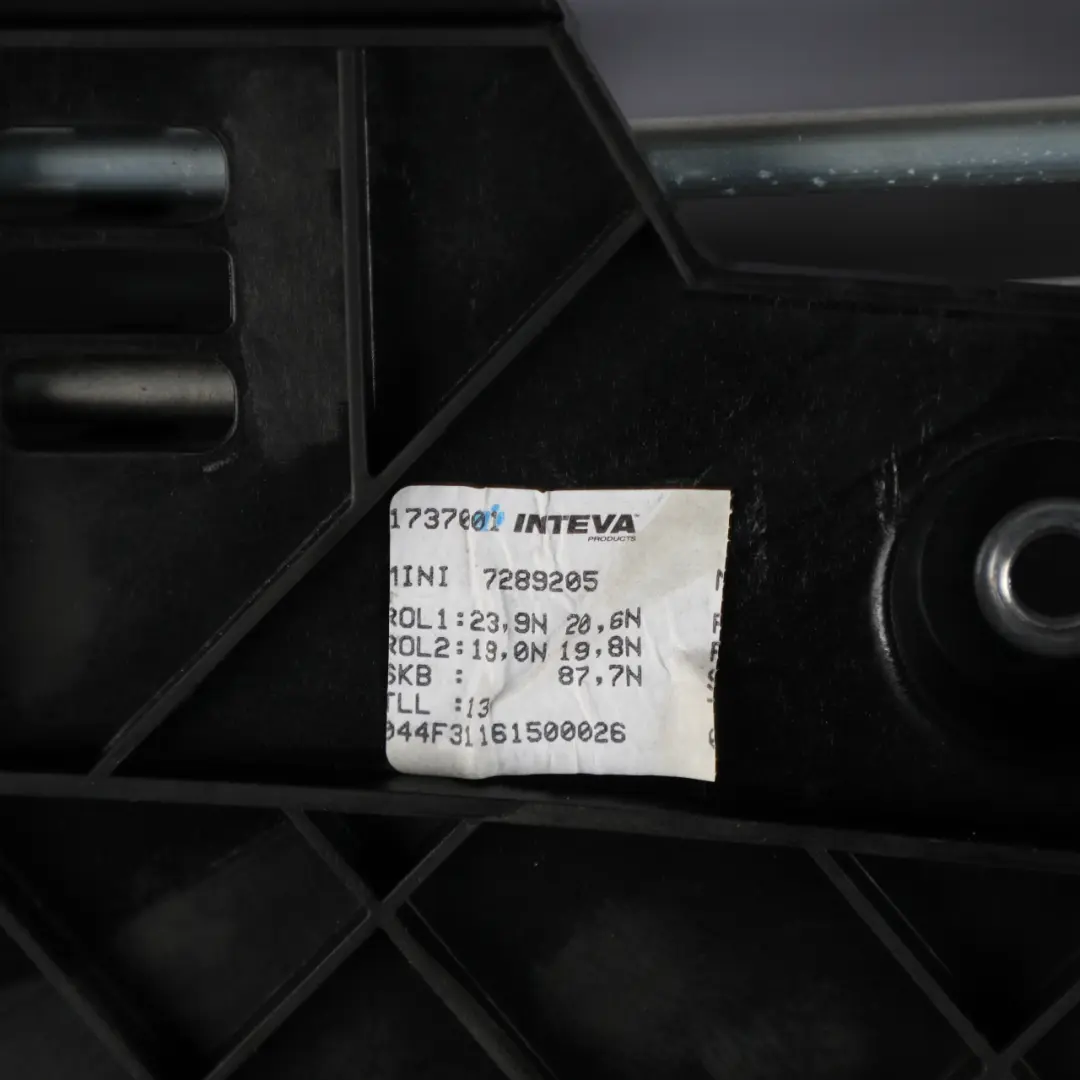 1737001 INTEVA
PRODUCTS
MINI 7289205
ROL1:23,9N 20,6N
ROL2:19,0N 19,8N
SKB : 87,7N
TLL :13
044F31161500026